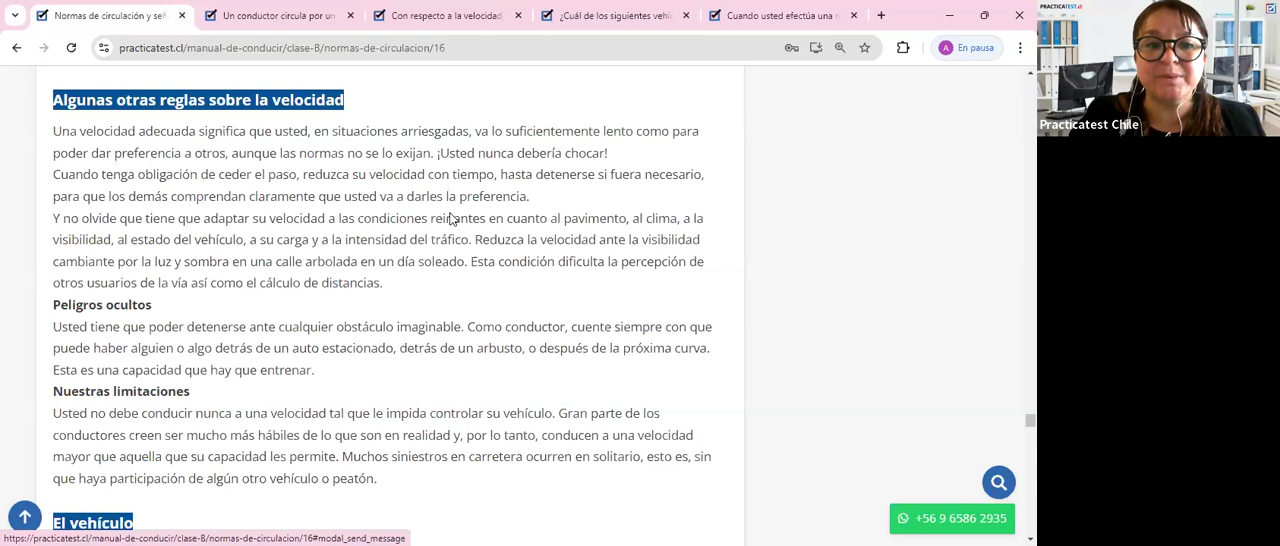 Normas de circulación y señ
Un conductor circula por un
Con respecto a la velocidad
¿Cuál de los siguientes vehí
Cuando usted efectúa una
practicatest.cl/manual-de-conducir/clase-B/normas-de-circulacion/16
A
En pausa
PRACTICATEST.cl
Practicatest Chile
Algunas otras reglas sobre la velocidad
Una velocidad adecuada significa que usted, en situaciones arriesgadas, va lo suficientemente lento como para
poder dar preferencia a otros, aunque las normas no se lo exijan. ¡Usted nunca debería chocar!
Cuando tenga obligación de ceder el paso, reduzca su velocidad con tiempo, hasta detenerse si fuera necesario,
para que los demás comprendan claramente que usted va a darles la preferencia.
Y no olvide que tiene que adaptar su velocidad a las condiciones reinantes en cuanto al pavimento, al clima, a la
visibilidad, al estado del vehículo, a su carga y a la intensidad del tráfico. Reduzca la velocidad ante la visibilidad
cambiante por la luz y sombra en una calle arbolada en un día soleado. Esta condición dificulta la percepción de
otros usuarios de la vía así como el cálculo de distancias.
Peligros ocultos
Usted tiene que poder detenerse ante cualquier obstáculo imaginable. Como conductor, cuente siempre con que
puede haber alguien o algo detrás de un auto estacionado, detrás de un arbusto, o después de la próxima curva.
Esta es una capacidad que hay que entrenar.
Nuestras limitaciones
Usted no debe conducir nunca a una velocidad tal que le impida controlar su vehículo. Gran parte de los
conductores creen ser mucho más hábiles de lo que son en realidad y, por lo tanto, conducen a una velocidad
mayor que aquella que su capacidad les permite. Muchos siniestros en carretera ocurren en solitario, esto es, sin
que haya participación de algún otro vehículo o peatón.
El vehículo
+56 9 6586 2935
https://practicatest.cl/manual-de-conducir/clase-B/normas-de-circulacion/16#modal_send_message